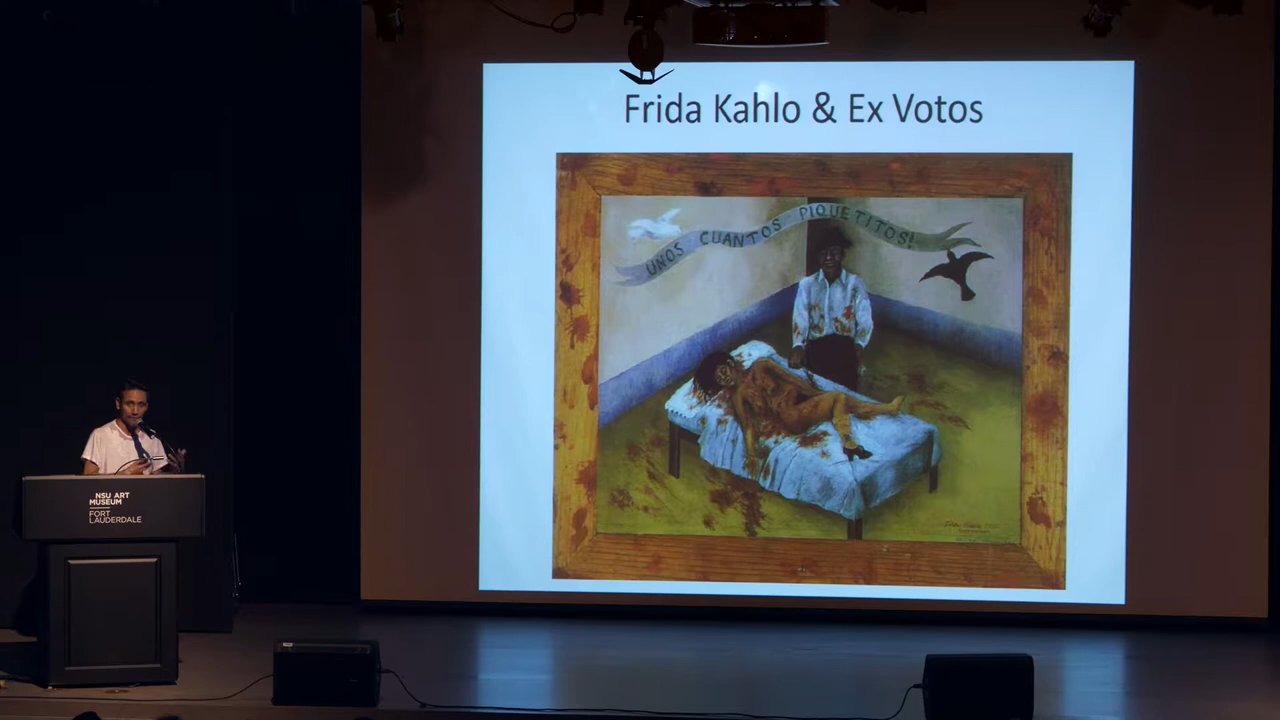 Frida Kahlo & Ex Votos
UNOS CUANTOS PIQUETITOS!
NSU ART
MUSEUM
FORT
LAUDERDALE